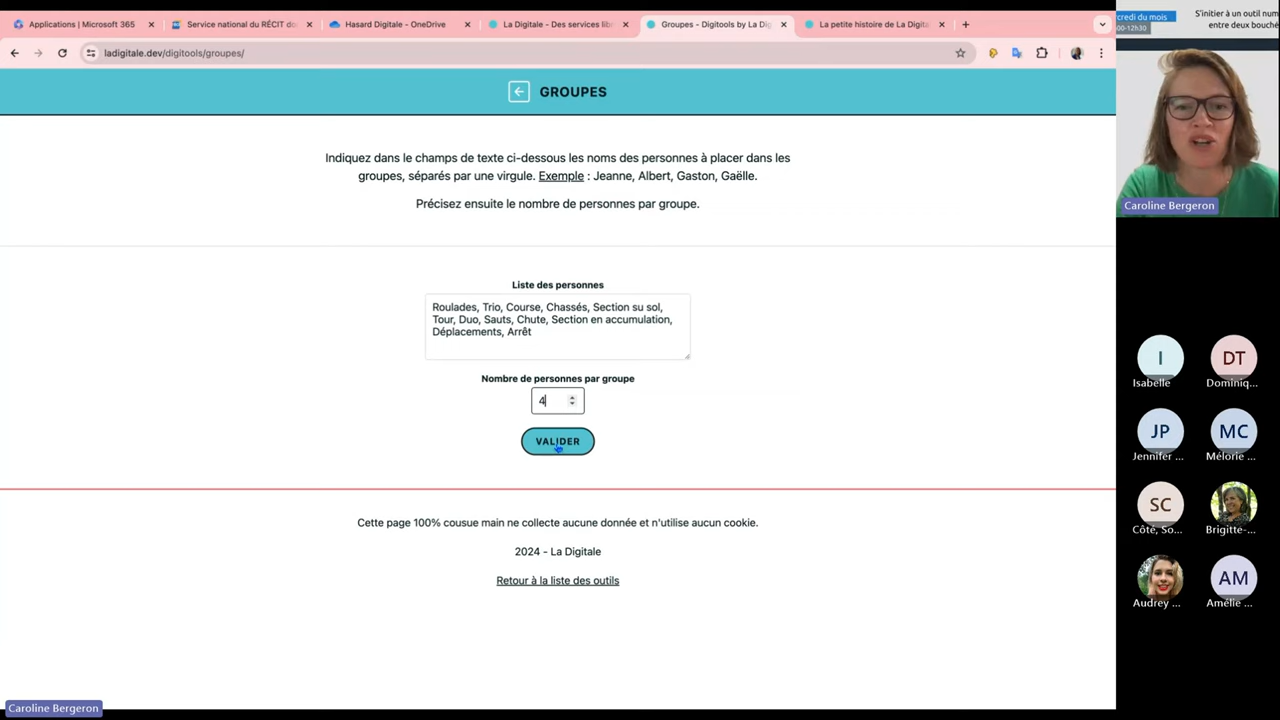 Applications | Microsoft 365
Service national du RÉCIT do
Hasard Digitale - OneDrive
La Digitale - Des services lib
Groupes - Digitools by La Dig
La petite histoire de La Digita
ladigitale.dev/digitools/groupes/
credi du mois
00-12h30
S'initier à un outil num
entre deux bouché
GROUPES
Indiquez dans le champs de texte ci-dessous les noms des personnes à placer dans les
groupes, séparés par une virgule. Exemple : Jeanne, Albert, Gaston, Gaëlle.
Précisez ensuite le nombre de personnes par groupe.
Liste des personnes
Roulades, Trio, Course, Chassés, Section su sol,
Tour, Duo, Sauts, Chute, Section en accumulation,
Déplacements, Arrêt
Nombre de personnes par groupe
4
VALIDER
Cette page 100% cousue main ne collecte aucune donnée et n'utilise aucun cookie.
2024 - La Digitale
Retour à la liste des outils
Caroline Bergeron
Caroline Bergeron
I
DT
Isabelle
Dominiq...
JP
MC
Jennifer ...
Mélorie ...
SC
Côté, So...
Brigitte-...
AM
Audrey ...
Amélie ...